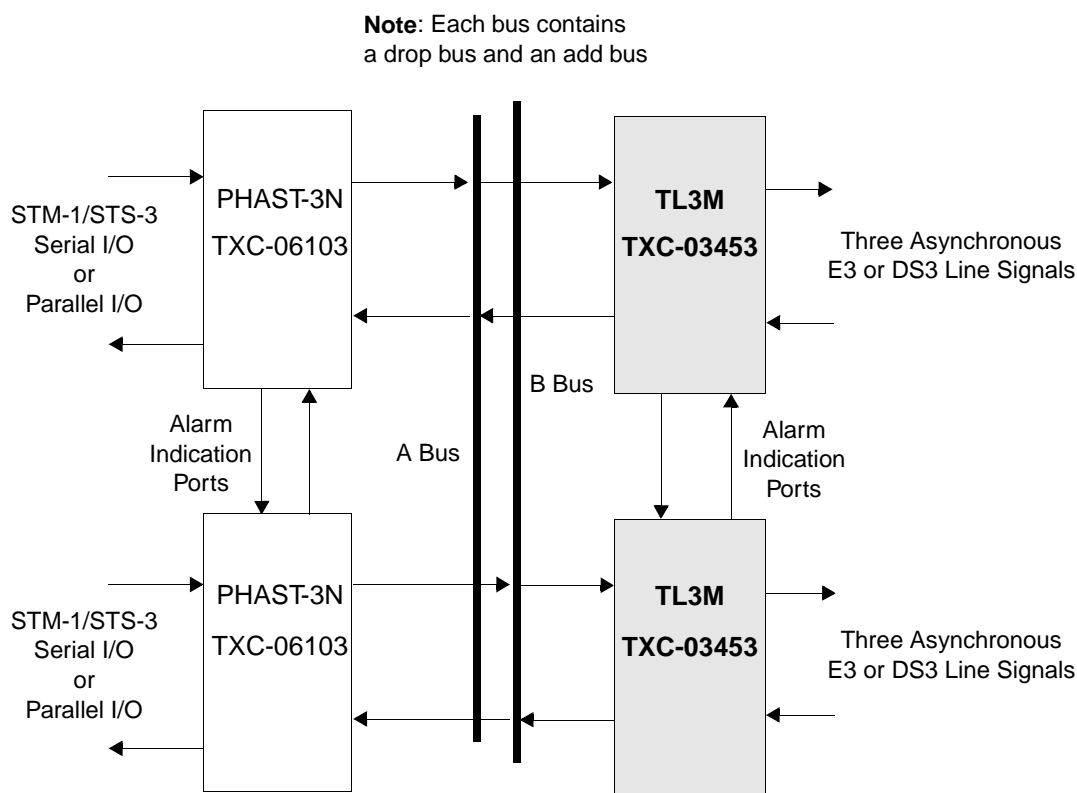 Note: Each bus contains
a drop bus and an add bus
STM-1/STS-3
Serial I/O
or
Parallel I/O
PHAST-3N
TXC-06103
TL3M
TXC-03453
Three Asynchronous
E3 or DS3 Line Signals
Alarm
Indication
Ports
A Bus
B Bus
Alarm
Indication
Ports
STM-1/STS-3
Serial I/O
or
Parallel I/O
PHAST-3N
TXC-06103
TL3M
TXC-03453
Three Asynchronous
E3 or DS3 Line Signals